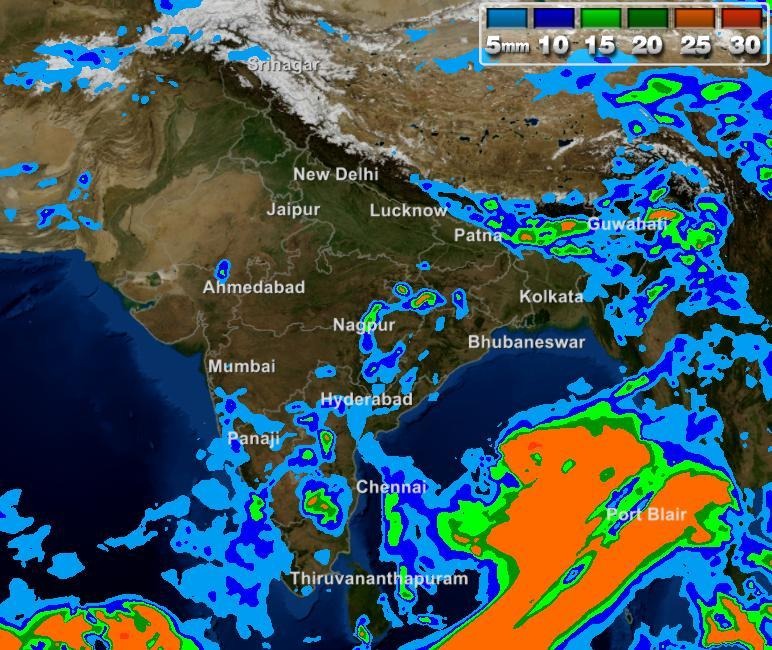 5mm 10 15 20 25 30
Srinagar
New Delhi
Jaipur
Lucknow
Patna
Guwahati
Ahmedabad
Kolkata
Nagpur
Bhubaneswar
Mumbai
Hyderabad
Panaji
Chennai
Port Blair
Thiruvananthapuram